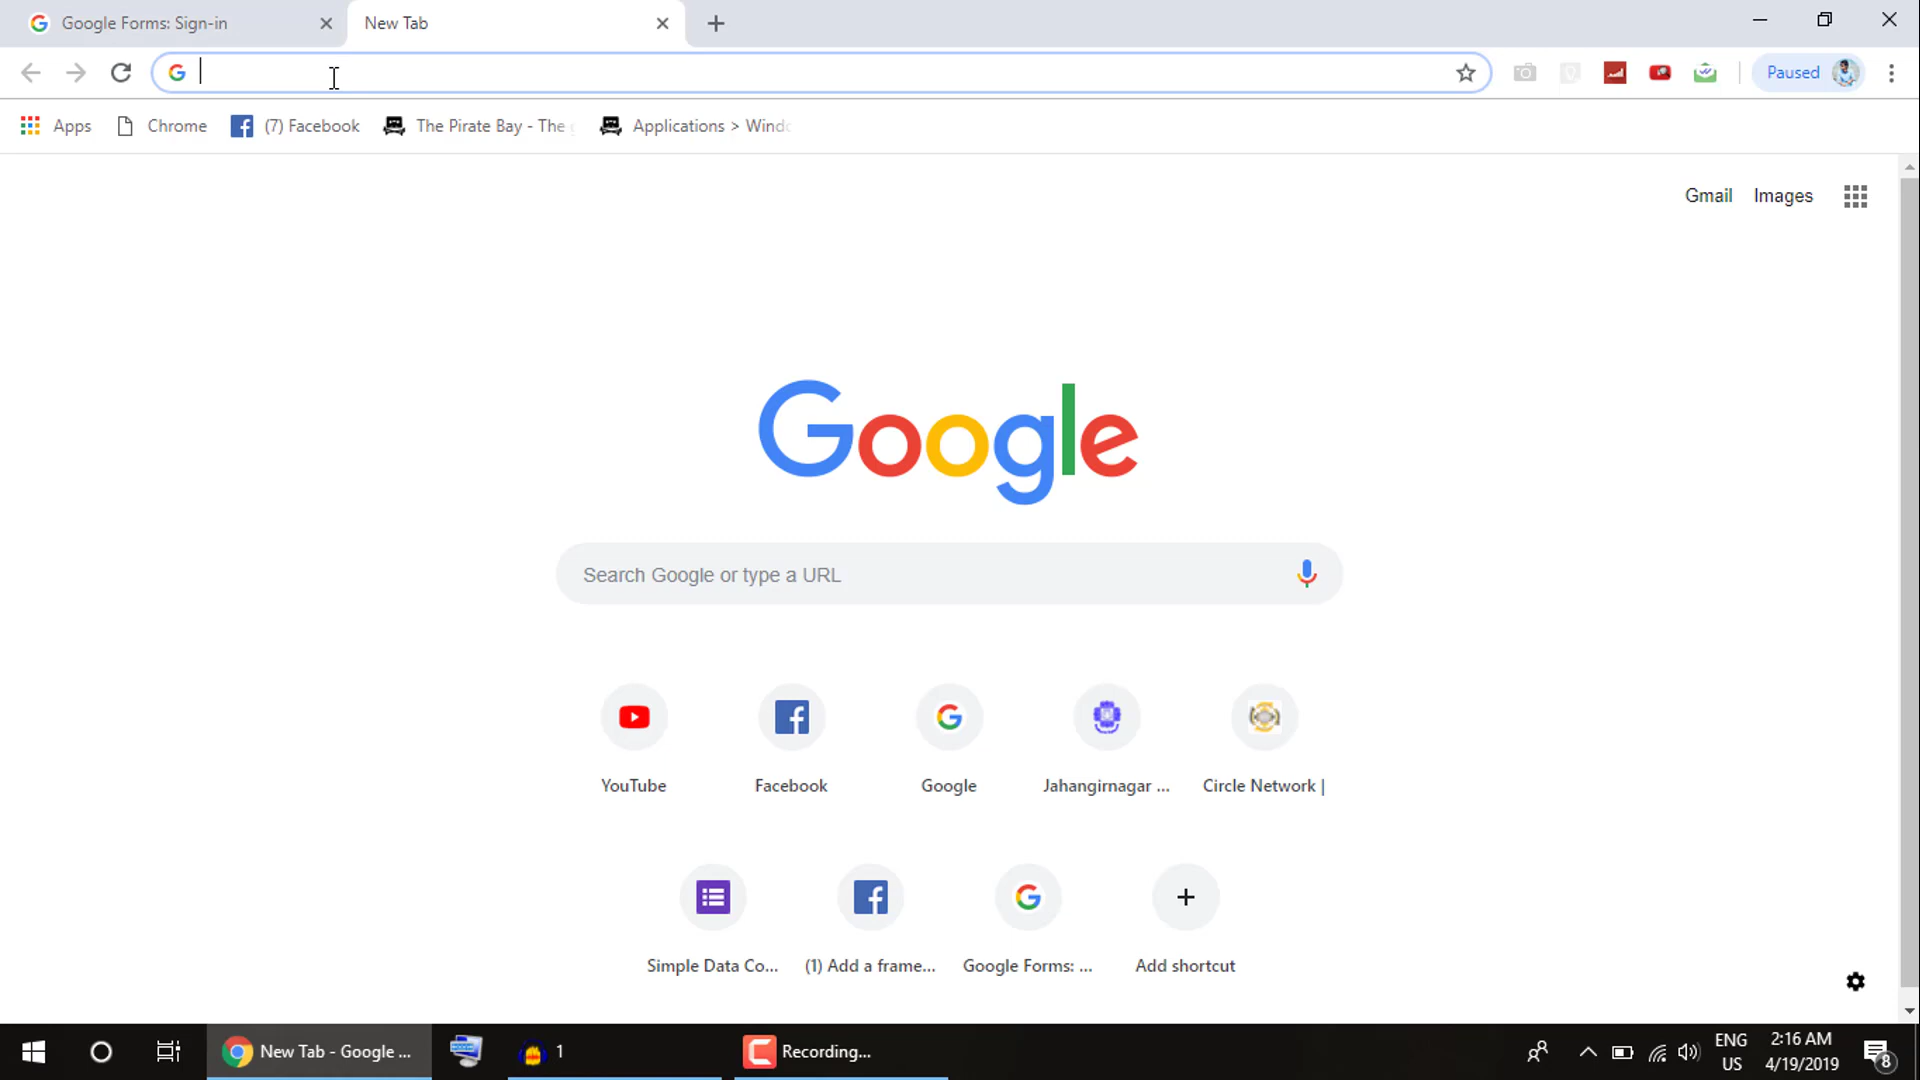 Google Forms: Sign-in
New Tab
Paused
Apps
Chrome
(7) Facebook
The Pirate Bay - The
Applications > Wind
Gmail
Images
Google
Search Google or type a URL
YouTube
Facebook
Google
Jahangirnagar ...
Circle Network |
Simple Data Co...
(1) Add a frame...
Google Forms: ...
Add shortcut
New Tab - Google ...
1
Recording...
ENG
US
2:16 AM
4/19/2019
8